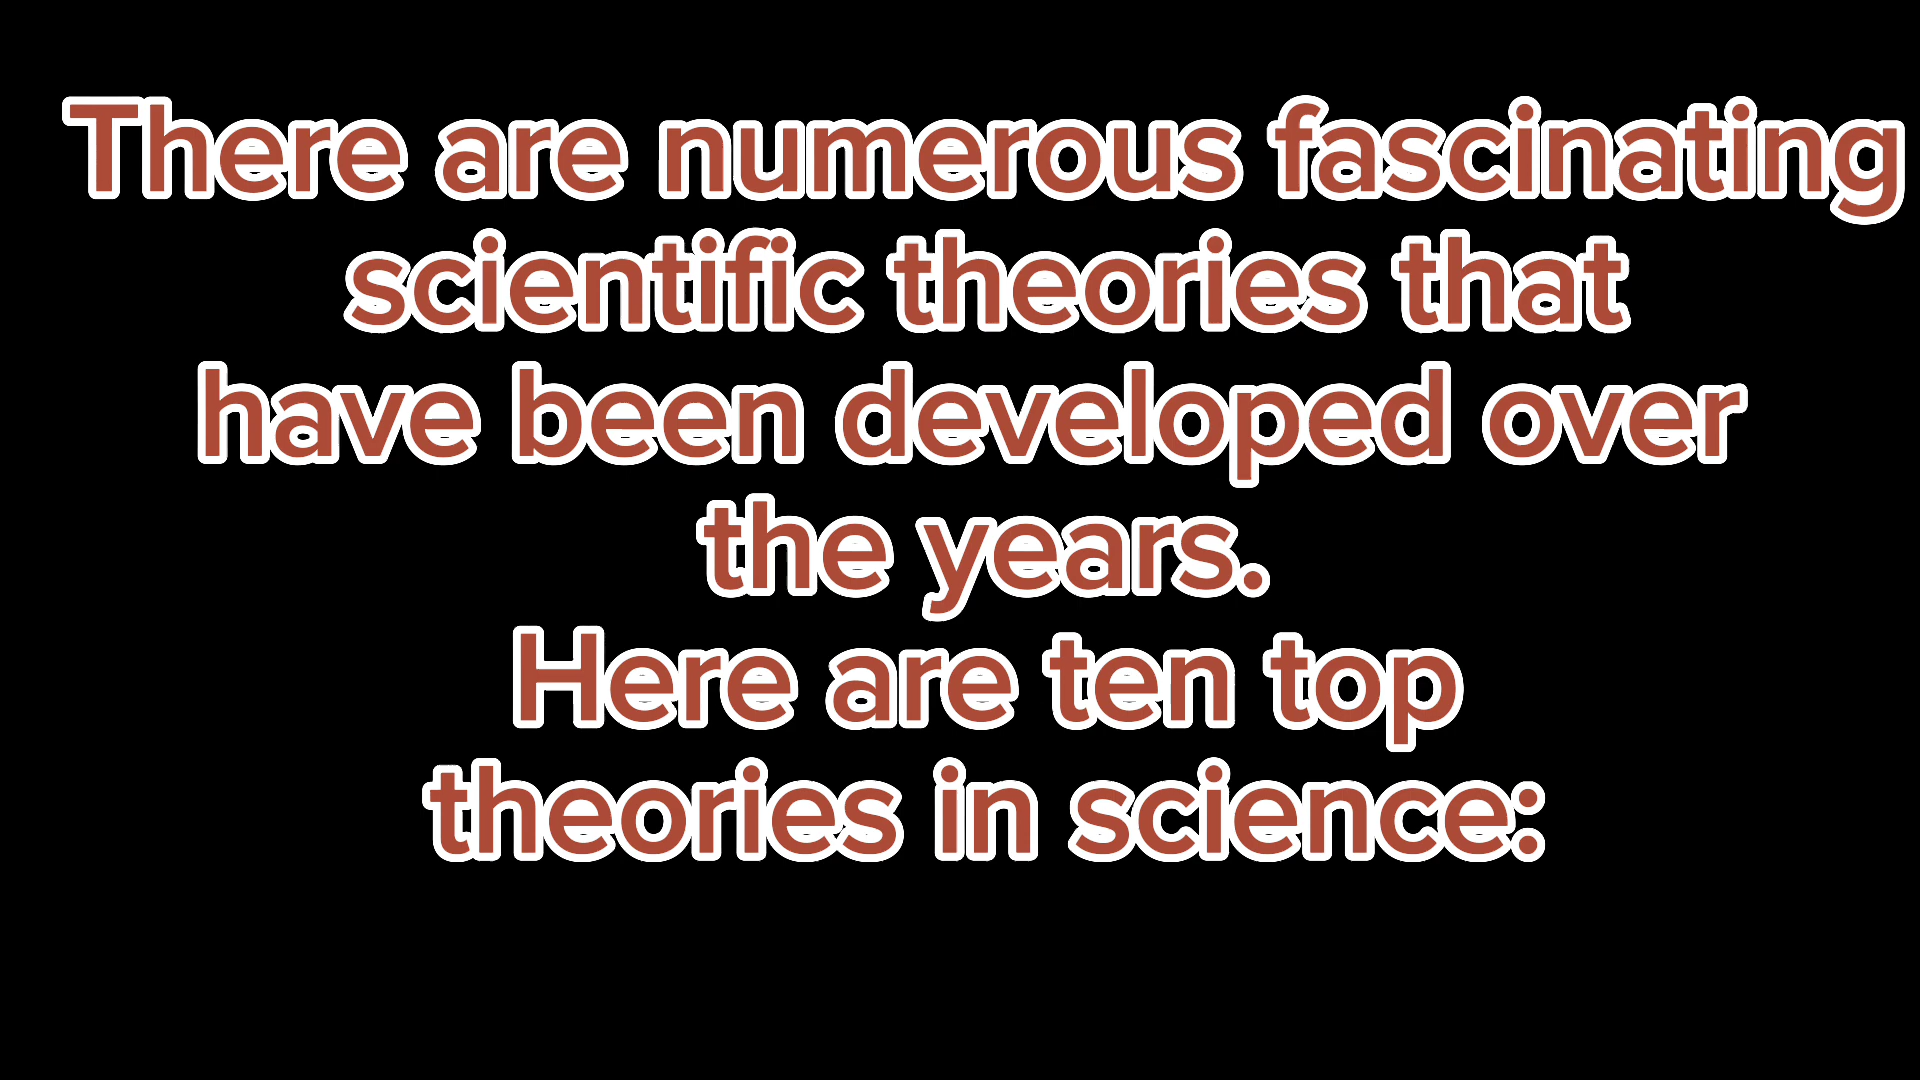 There are numerous fascinating
scientific theories that
have been developed over
the years.
Here are ten top
theories in science: